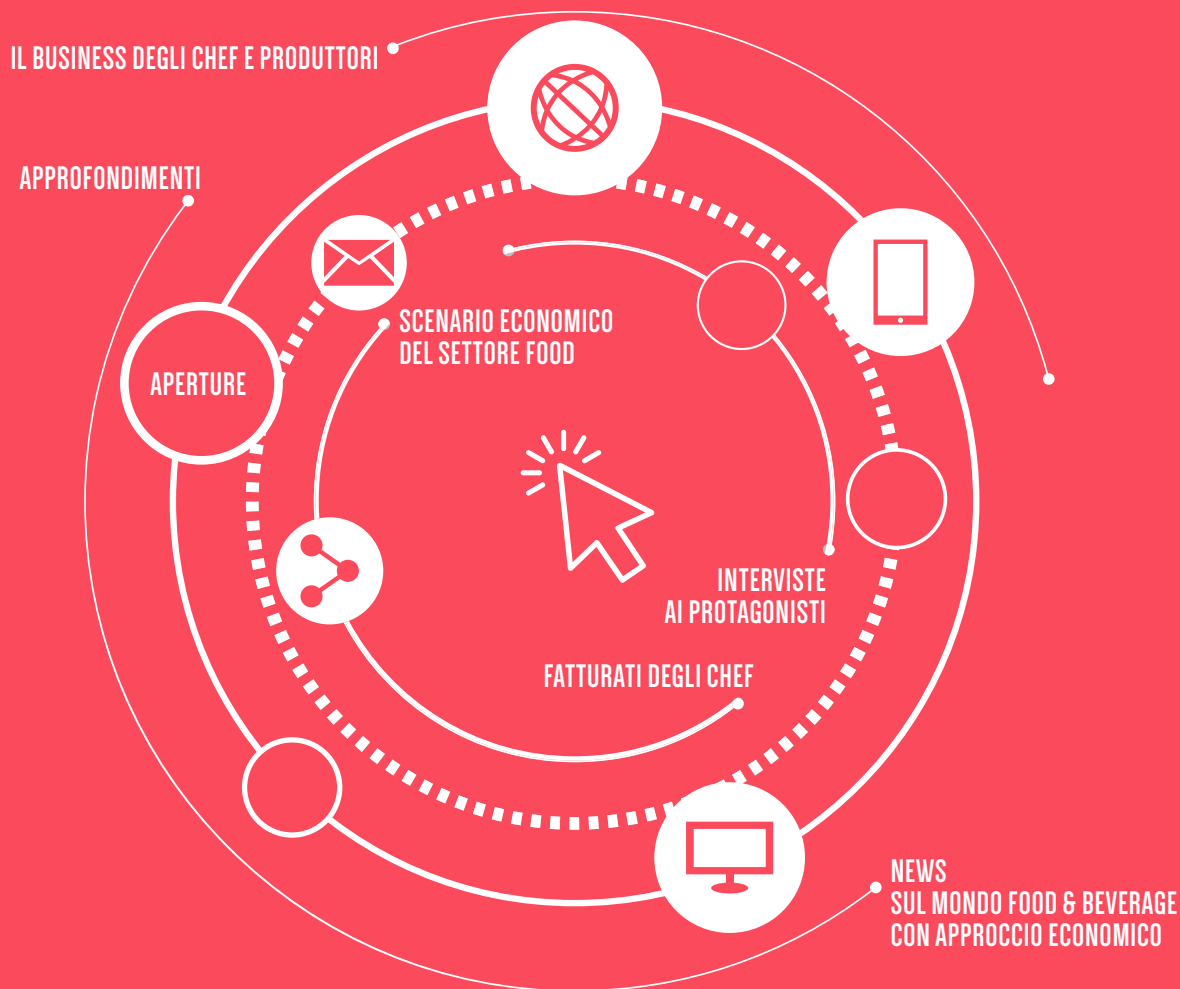 IL BUSINESS DEGLI CHEF E PRODUTTORI
APPROFONDIMENTI
SCENARIO ECONOMICO
DEL SETTORE FOOD
APERTURE
INTERVISTE
AI PROTAGONISTI
FATTURATI DEGLI CHEF
NEWS
SUL MONDO FOOD & BEVERAGE
CON APPROCCIO ECONOMICO